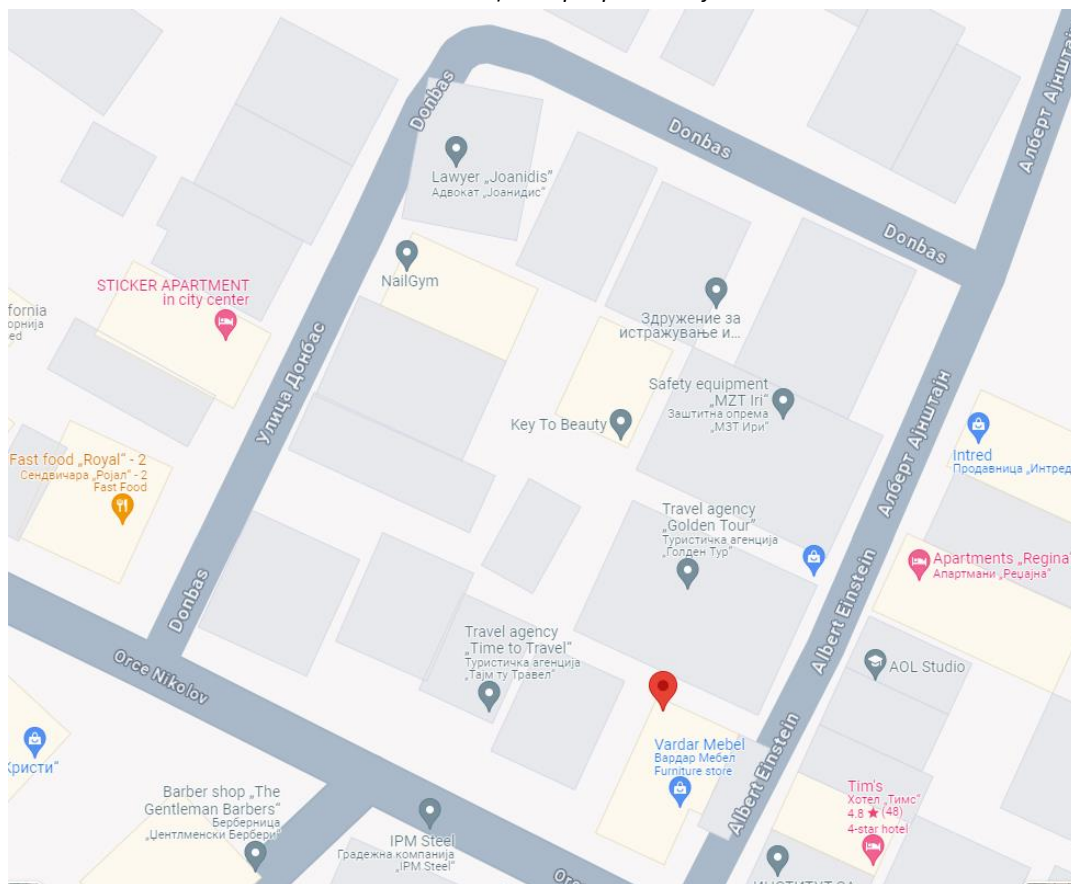 Donbas
Donbas
Алберт Ајнштајн
Lawyer „Joanidis"
Адвокат „Јоанидис"
Donbas
NailGym
STICKER APARTMENT
in city center
Здружение за
истражување и...
Улица Донбас
Safety equipment
„MZT Iri"
Заштитна опрема
„МЗТ Ири"
Key To Beauty
Алберт Ајнштајн
Intred
Продавница „Интред
Fast food „Royal" - 2
Сендвичара „Ројал" - 2
Fast Food
Travel agency
„Golden Tour"
Туристичка агенција
„Голден Тур"
Apartments „Regina"
Апартмани „Реџајна"
Donbas
Albert Einstein
Orce Nikolov
Travel agency
„Time to Travel"
Туристичка агенција
„Тајм ту Травел"
AOL Studio
Vardar Mebel
Вардар Мебел
Furniture store
Albert Einstein
Кристи"
Tim's
Хотел „Тимс"
4.8 ★ (48)
4-star hotel
Barber shop „The
Gentleman Barbers"
Берберница
„Џентлменски Бербери"
IPM Steel
Градежна компанија
„IPM Steel"